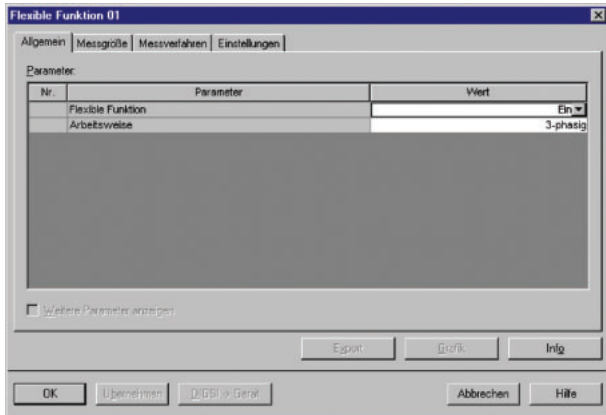 Flexible Funktion 01
Allgemein Messgröße Messverfahren Einstellungen
Parameter:
Nr. Parameter Wert
Flexible Funktion Ein
Arbeitsweise 3-phasig
Weitere Parameter anzeigen
Export Grafik Info
OK Übernehmen DIGSI -> Gerät Abbrechen Hilfe